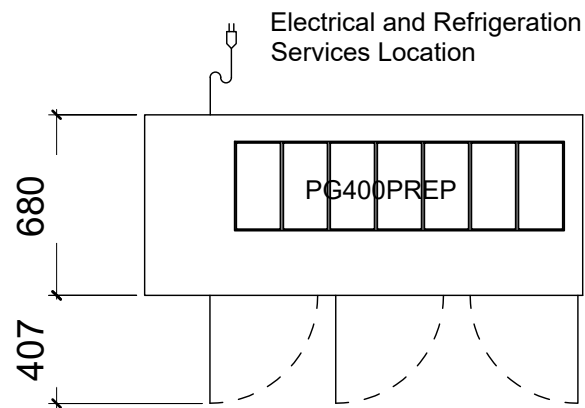 Electrical and Refrigeration
Services Location
680
PG400PREP
407